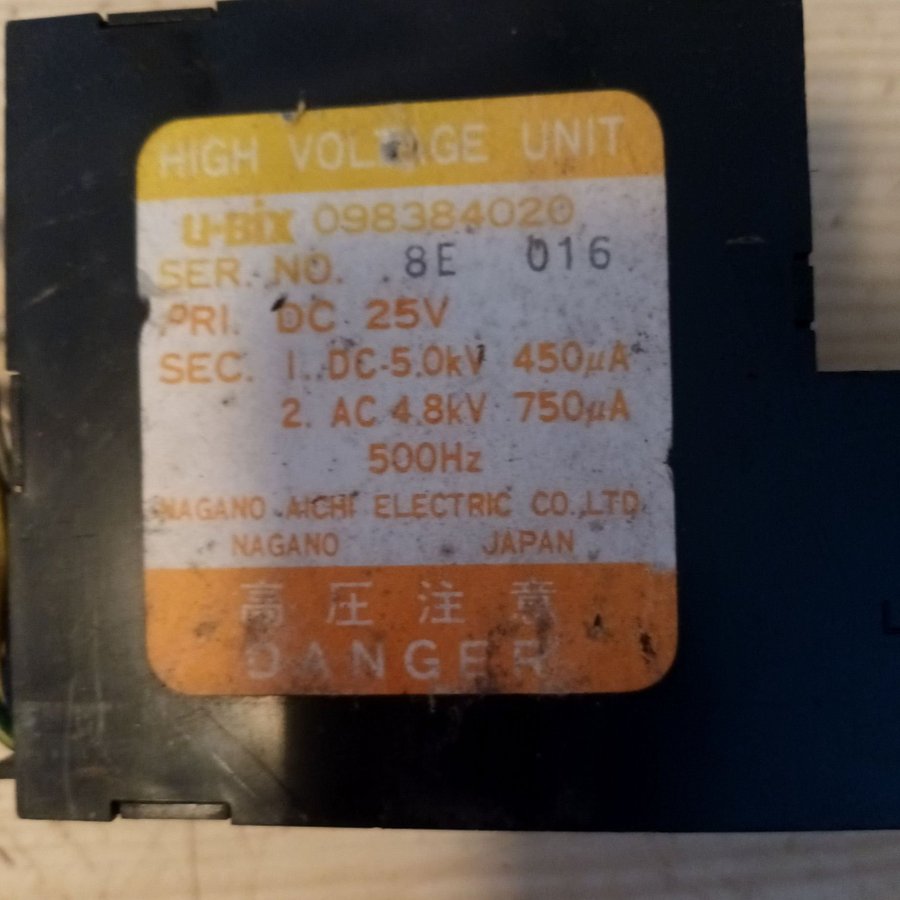 HIGH VOLTAGE UNIT
U-Bix 098384020
SER. NO. 8E 016
PRI. DC 25V
SEC. 1. DC-5.0kV 450μA
2. AC 4.8kV 750μA
500Hz
NAGANO AICHI ELECTRIC CO.,LTD.
NAGANO JAPAN
高圧注意
DANGER